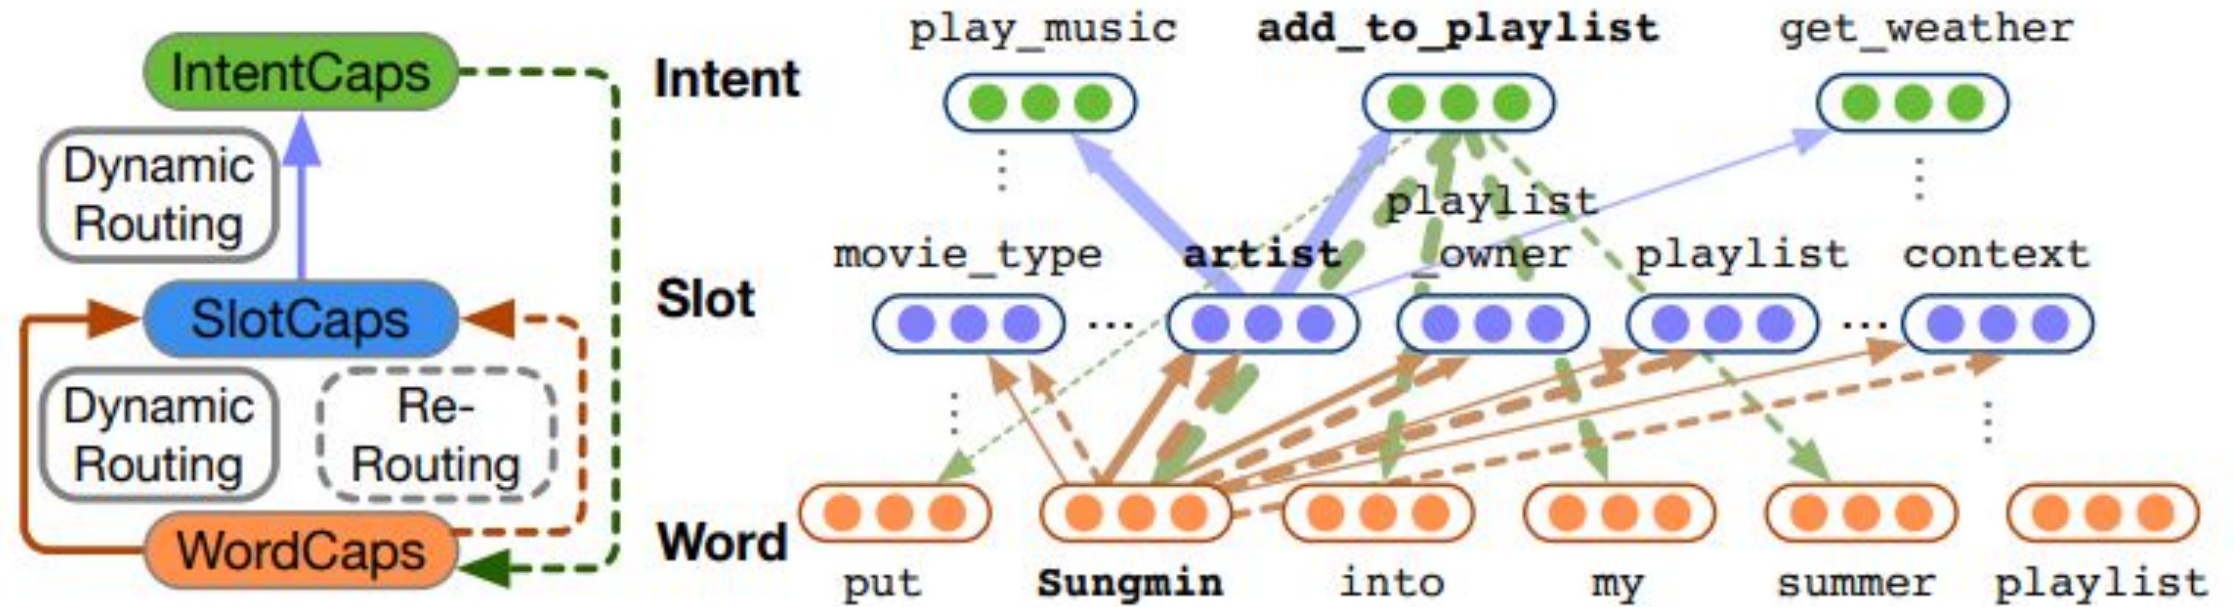 IntentCaps
Dynamic
Routing
SlotCaps
Dynamic
Routing
Re-
Routing
WordCaps
Intent
play_music
add_to_playlist
get_weather
Slot
movie_type
artist
playlist
_owner
playlist
context
Word
put
Sungmin
into
my
summer
playlist